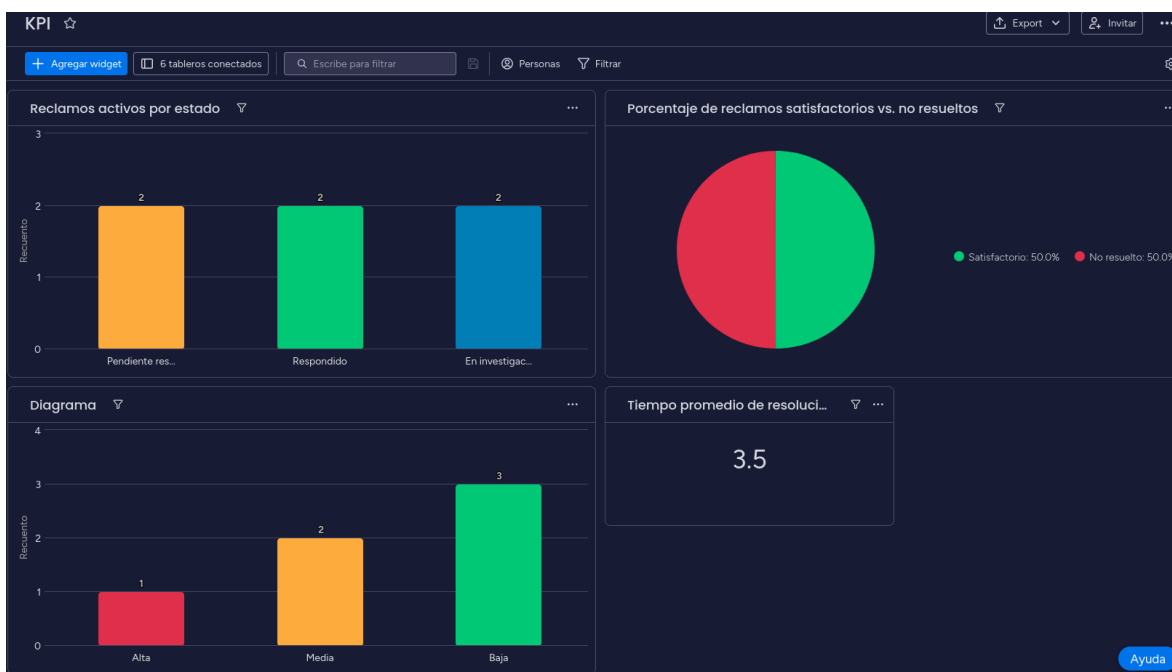 KPI
Export
Invitar
Agregar widget
6 tableros conectados
Escribe para filtrar
Personas
Filtrar
Reclamos activos por estado
3
2
1
0
Recuento
2
2
2
Pendiente res...
Respondido
En investigac...
Porcentaje de reclamos satisfactorios vs. no resueltos
Satisfactorio: 50.0%
No resuelto: 50.0%
Diagrama
4
3
2
1
0
Recuento
1
2
3
Alta
Media
Baja
Tiempo promedio de resoluci...
3.5
Ayuda